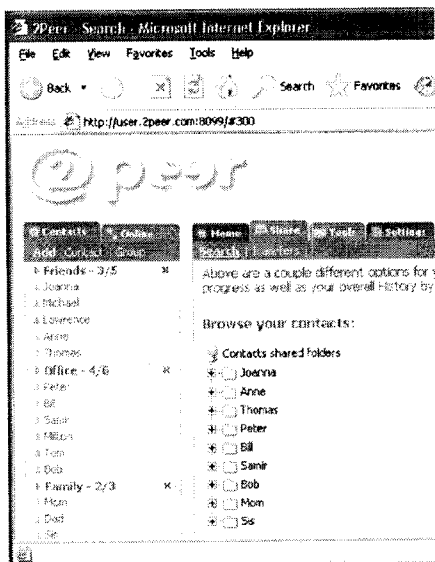 2Peer - Search - Microsoft Internet Explorer
File Edit View Favorites Tools Help
Back Search Favorites
Address http://user.2peer.com:8099/#300
2peer
Contacts Online
Add Contact Group
Friends - 3/5 x
Joanna
Michael
Lawrence
Anne
Thomas
Office - 4/6 x
Peter
Bill
Samir
Milton
Tom
Bob
Family - 2/3 x
Mom
Dad
Sis
Home Share Tools Settings
Search Transfers
Above are a couple different options for
progress as well as your overall History by
Browse your contacts:
Contacts shared folders
Joanna
Anne
Thomas
Peter
Bill
Samir
Bob
Mom
Sis